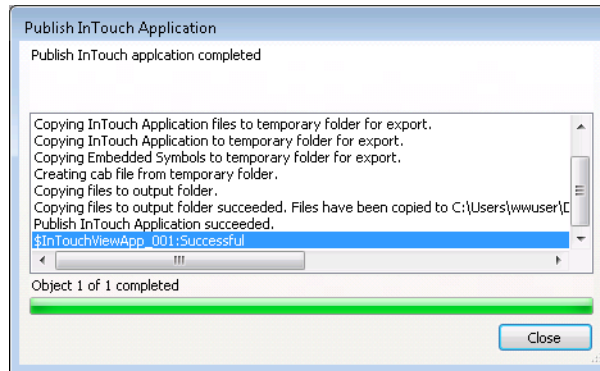 Publish InTouch Application
Publish InTouch applcation completed
Copying InTouch Application files to temporary folder for export.
Copying InTouch Application to temporary folder for export.
Copying Embedded Symbols to temporary folder for export.
Creating cab file from temporary folder.
Copying files to output folder.
Copying files to output folder succeeded. Files have been copied to C:\Users\wwuser\D
Publish InTouch Application succeeded.
$InTouchViewApp_001:Successful
Object 1 of 1 completed
Close